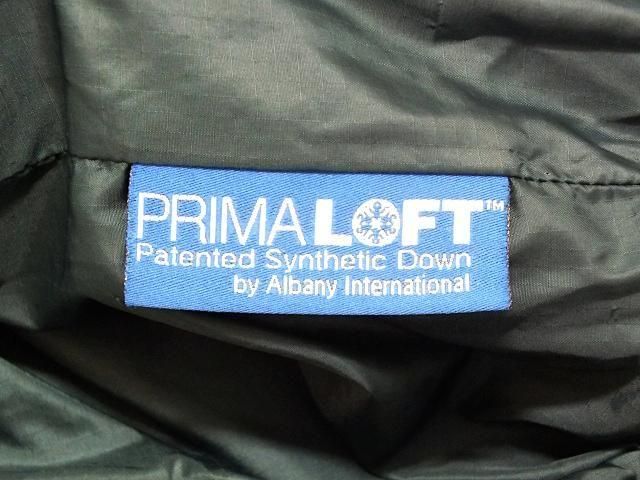 PRIMALOFT™
Patented Synthetic Down
by Albany International